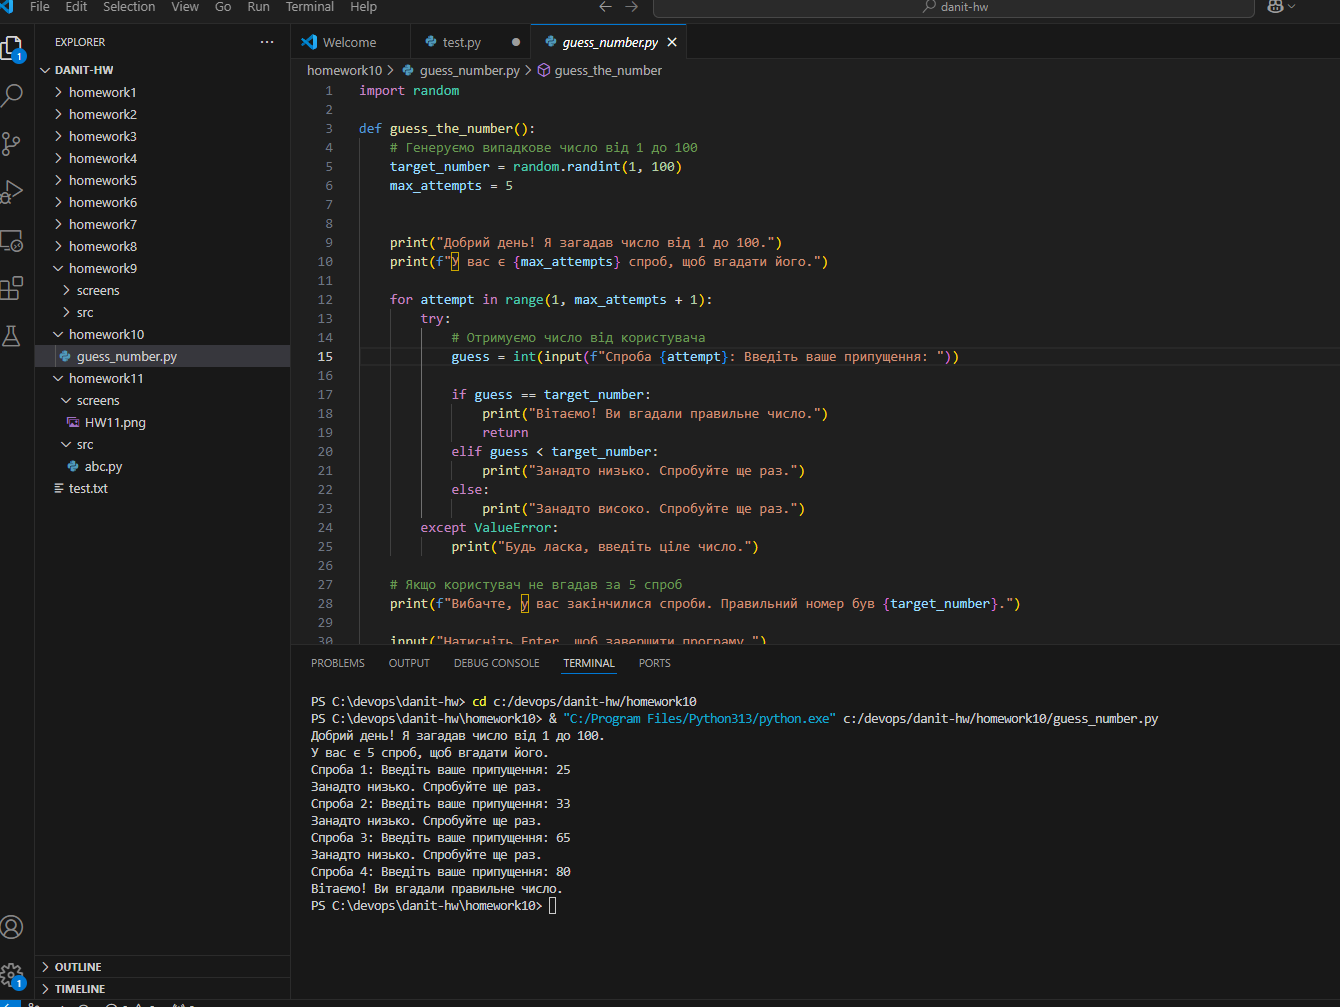 File Edit Selection View Go Run Terminal Help
danit-hw
EXPLORER
DANIT-HW
homework1
homework2
homework3
homework4
homework5
homework6
homework7
homework8
homework9
screens
src
homework10
guess_number.py
homework11
screens
HW11.png
src
abc.py
test.txt
OUTLINE
TIMELINE
1
1
Welcome test.py guess_number.py
homework10 > guess_number.py > guess_the_number
1 import random
2
3 def guess_the_number():
4 # Генеруємо випадкове число від 1 до 100
5 target_number = random.randint(1, 100)
6 max_attempts = 5
7
8
9 print("Добрий день! Я загадав число від 1 до 100.")
10 print(f"У вас є {max_attempts} спроб, щоб вгадати його.")
11
12 for attempt in range(1, max_attempts + 1):
13 try:
14 # Отримуємо число від користувача
15 guess = int(input(f"Спроба {attempt}: Введіть ваше припущення: "))
16
17 if guess == target_number:
18 print("Вітаємо! Ви вгадали правильне число.")
19 return
20 elif guess < target_number:
21 print("Занадто низько. Спробуйте ще раз.")
22 else:
23 print("Занадто високо. Спробуйте ще раз.")
24 except ValueError:
25 print("Будь ласка, введіть ціле число.")
26
27 # Якщо користувач не вгадав за 5 спроб
28 print(f"Вибачте, у вас закінчилися спроби. Правильний номер був {target_number}.")
29
30 input("Натисніть Enter, щоб завершити програму.")
PROBLEMS OUTPUT DEBUG CONSOLE TERMINAL PORTS
PS C:\devops\danit-hw> cd c:/devops/danit-hw/homework10
PS C:\devops\danit-hw\homework10> & "C:/Program Files/Python313/python.exe" c:/devops/danit-hw/homework10/guess_number.py
Добрий день! Я загадав число від 1 до 100.
У вас є 5 спроб, щоб вгадати його.
Спроба 1: Введіть ваше припущення: 25
Занадто низько. Спробуйте ще раз.
Спроба 2: Введіть ваше припущення: 33
Занадто низько. Спробуйте ще раз.
Спроба 3: Введіть ваше припущення: 65
Занадто низько. Спробуйте ще раз.
Спроба 4: Введіть ваше припущення: 80
Вітаємо! Ви вгадали правильне число.
PS C:\devops\danit-hw\homework10>